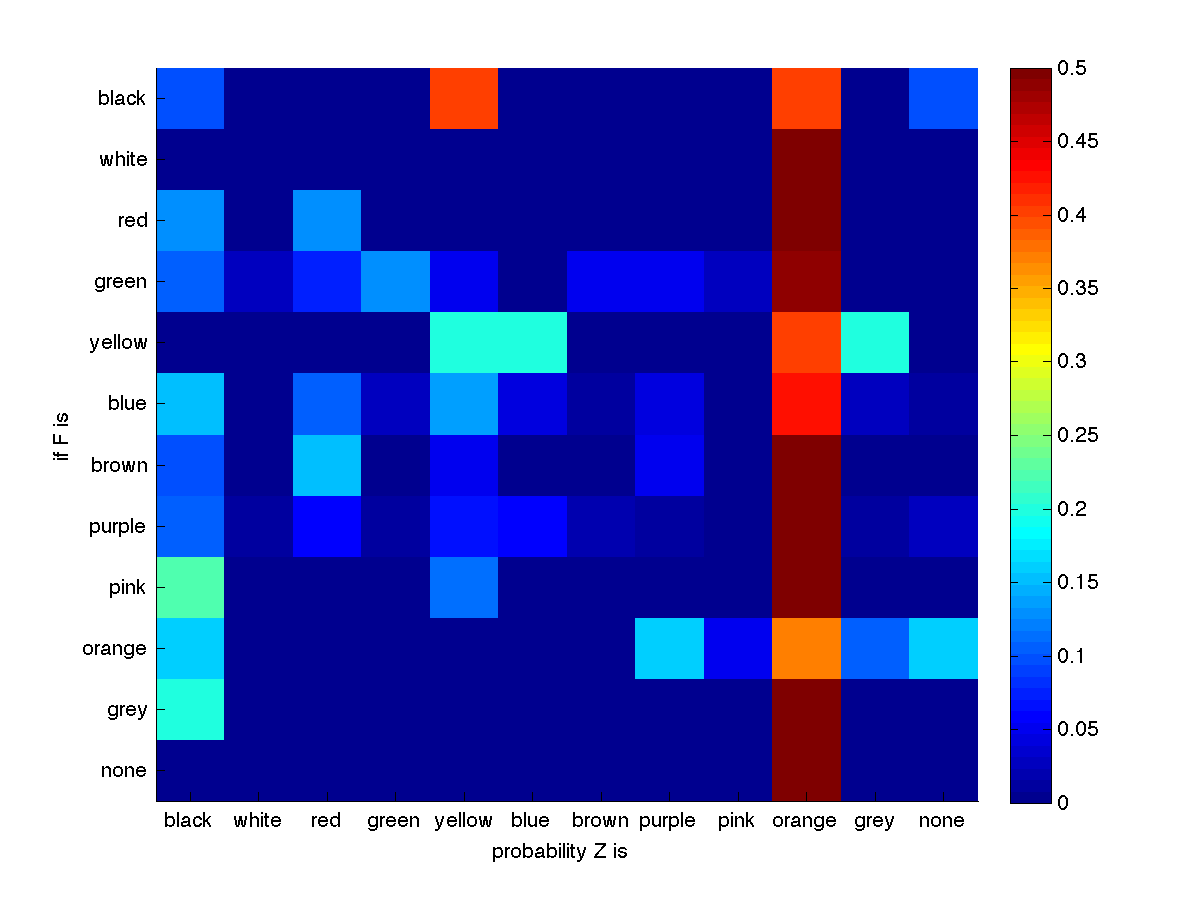 black
white
red
green
yellow
blue
brown
purple
pink
orange
grey
none
if F is
black white red green yellow blue brown purple pink orange grey none
probability Z is
0.5
0.45
0.4
0.35
0.3
0.25
0.2
0.15
0.1
0.05
0